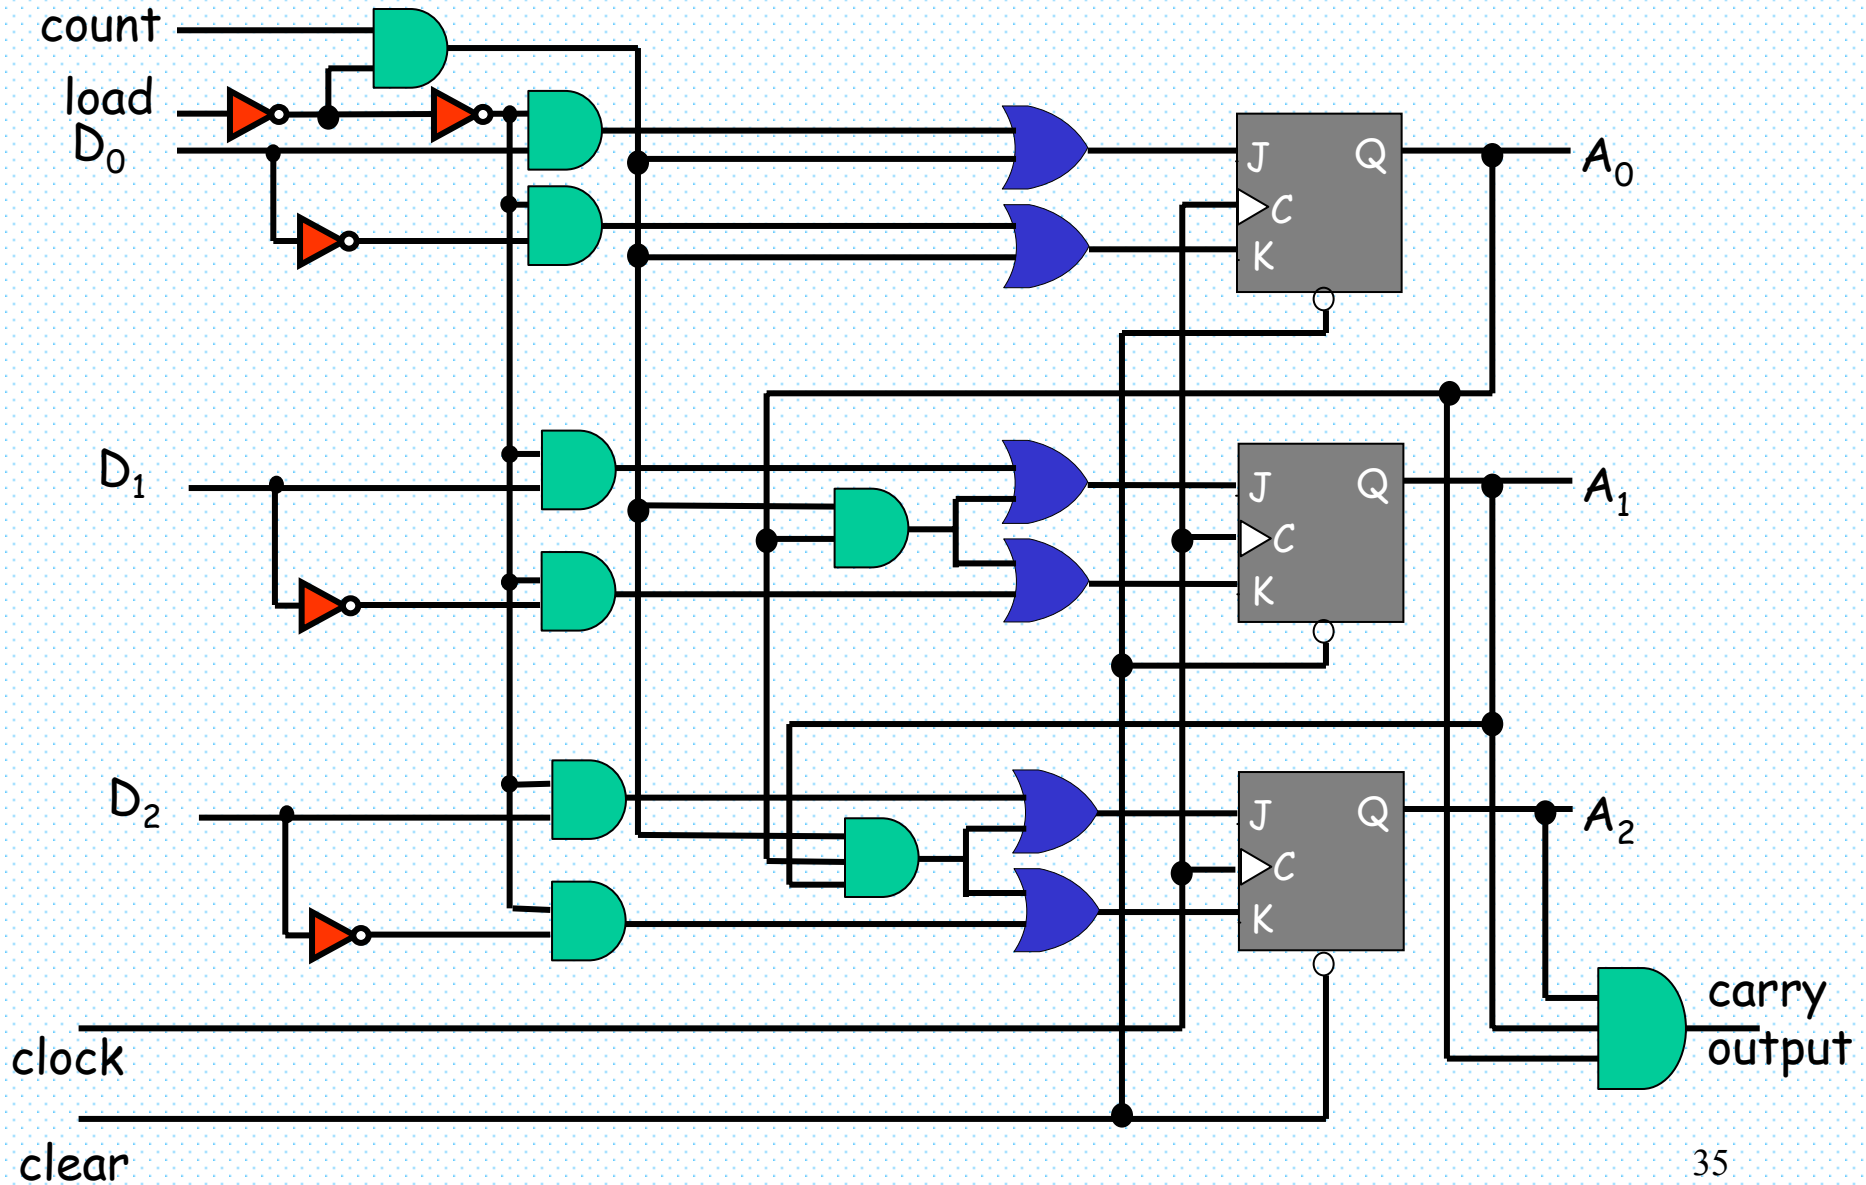 count
load
D0
J Q
C
K
A0
D1
J Q
C
K
A1
D2
J Q
C
K
A2
carry
output
clock
clear
35